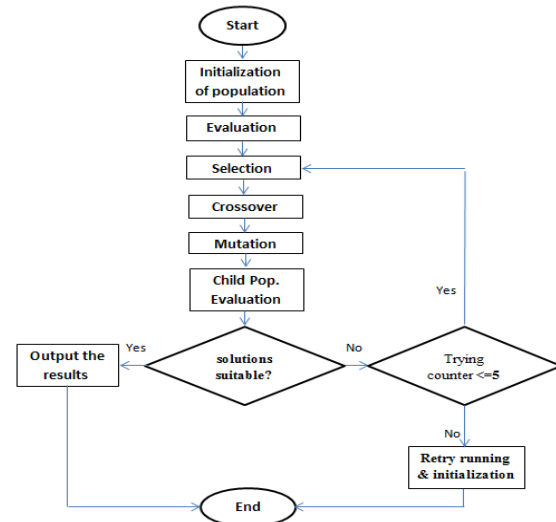 Start
Initialization
of population
Evaluation
Selection
Crossover
Mutation
Child Pop.
Evaluation
Yes
solutions
suitable?
No
Output the
results
Yes
Trying
counter <=5
No
Retry running
& initialization
End